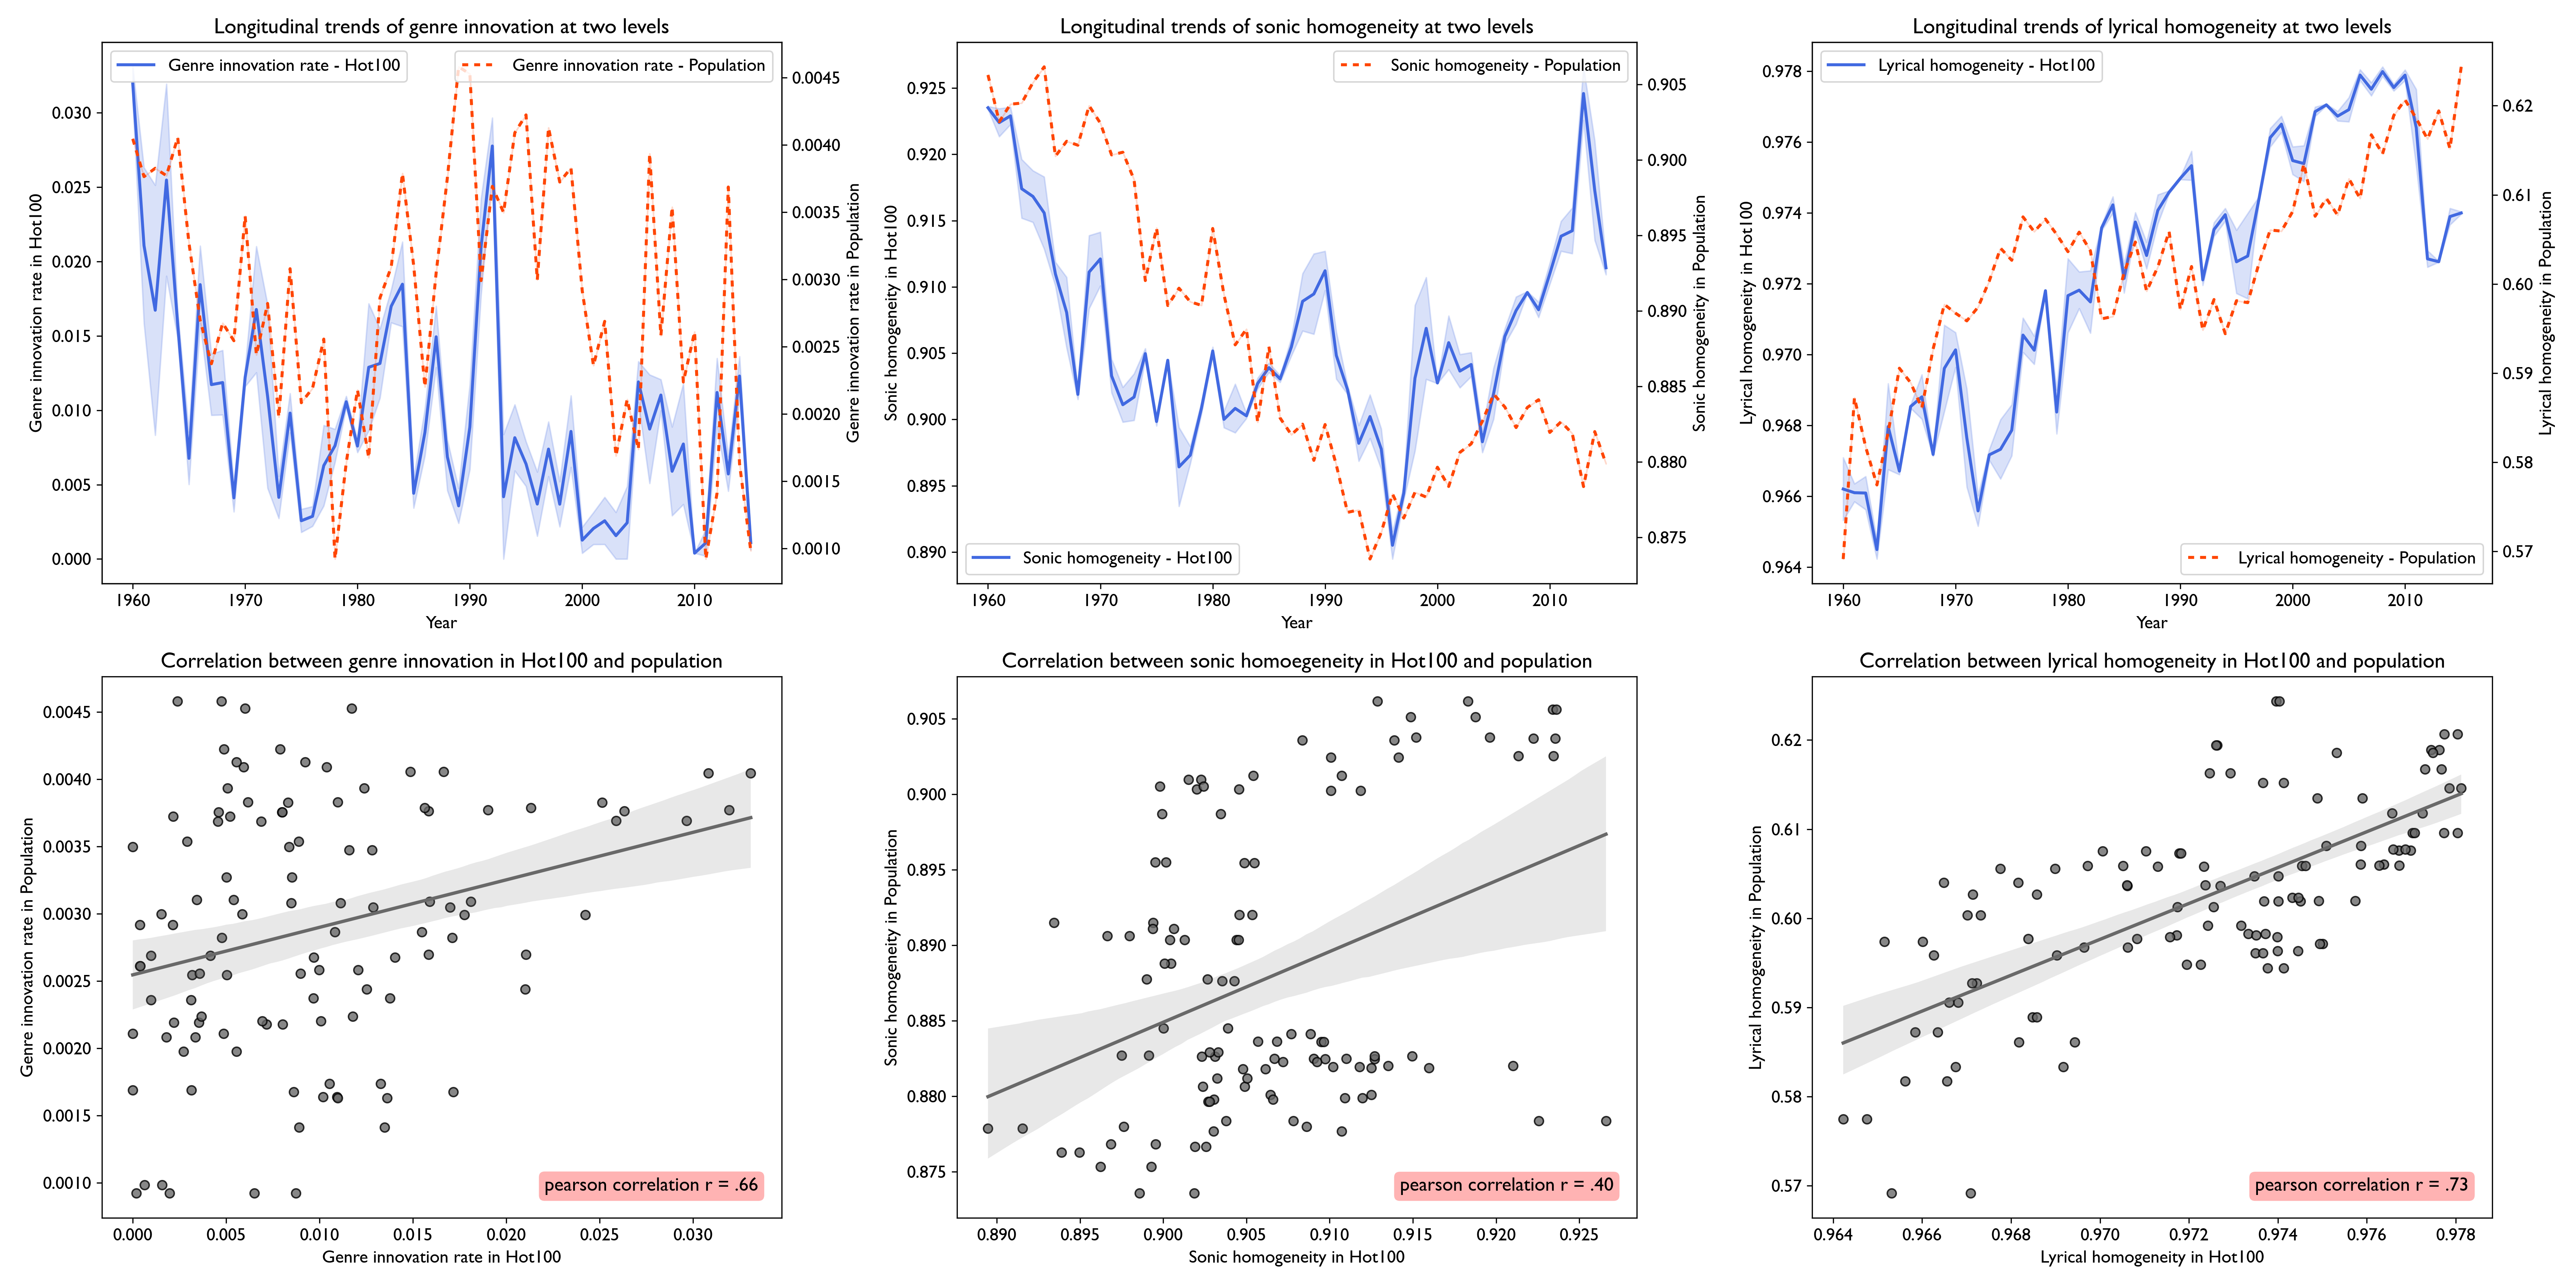 Longitudinal trends of genre innovation at two levels
Genre innovation rate - Hot100
Genre innovation rate - Population
0.030
0.025
0.020
0.015
0.010
0.005
0.000
Genre innovation rate in Hot100
0.0045
0.0040
0.0035
0.0030
0.0025
0.0020
0.0015
0.0010
Genre innovation rate in Population
1960 1970 1980 1990 2000 2010
Year
Longitudinal trends of sonic homogeneity at two levels
Sonic homogeneity - Population
Sonic homogeneity - Hot100
0.925
0.920
0.915
0.910
0.905
0.900
0.895
0.890
Sonic homogeneity in Hot100
0.905
0.900
0.895
0.890
0.885
0.880
0.875
Sonic homogeneity in Population
1960 1970 1980 1990 2000 2010
Year
Longitudinal trends of lyrical homogeneity at two levels
Lyrical homogeneity - Hot100
Lyrical homogeneity - Population
0.978
0.976
0.974
0.972
0.970
0.968
0.966
0.964
Lyrical homogeneity in Hot100
0.62
0.61
0.60
0.59
0.58
0.57
Lyrical homogeneity in Population
1960 1970 1980 1990 2000 2010
Year
Correlation between genre innovation in Hot100 and population
0.0045
0.0040
0.0035
0.0030
0.0025
0.0020
0.0015
0.0010
Genre innovation rate in Population
pearson correlation r = .66
0.000 0.005 0.010 0.015 0.020 0.025 0.030
Genre innovation rate in Hot100
Correlation between sonic homoegeneity in Hot100 and population
0.905
0.900
0.895
0.890
0.885
0.880
0.875
Sonic homogeneity in Population
pearson correlation r = .40
0.890 0.895 0.900 0.905 0.910 0.915 0.920 0.925
Sonic homogeneity in Hot100
Correlation between lyrical homogeneity in Hot100 and population
0.62
0.61
0.60
0.59
0.58
0.57
Lyrical homogeneity in Population
pearson correlation r = .73
0.964 0.966 0.968 0.970 0.972 0.974 0.976 0.978
Lyrical homogeneity in Hot100